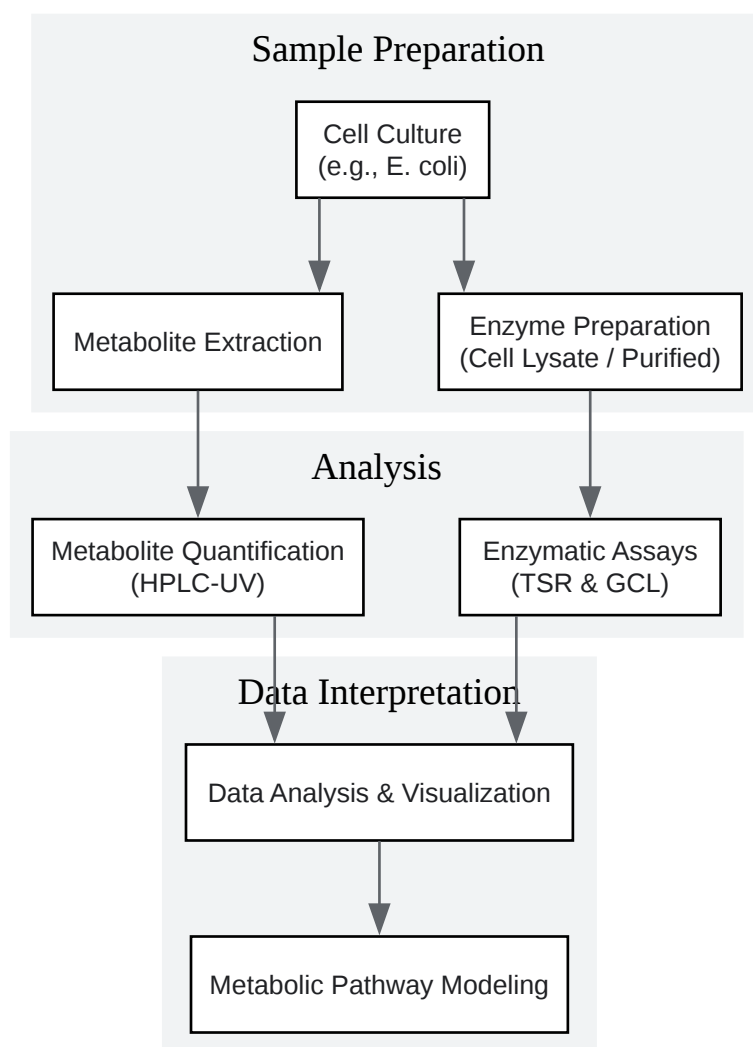 Sample Preparation
Cell Culture
(e.g., E. coli)
Metabolite Extraction
Enzyme Preparation
(Cell Lysate / Purified)
Analysis
Metabolite Quantification
(HPLC-UV)
Enzymatic Assays
(TSR & GCL)
Data Interpretation
Data Analysis & Visualization
Metabolic Pathway Modeling